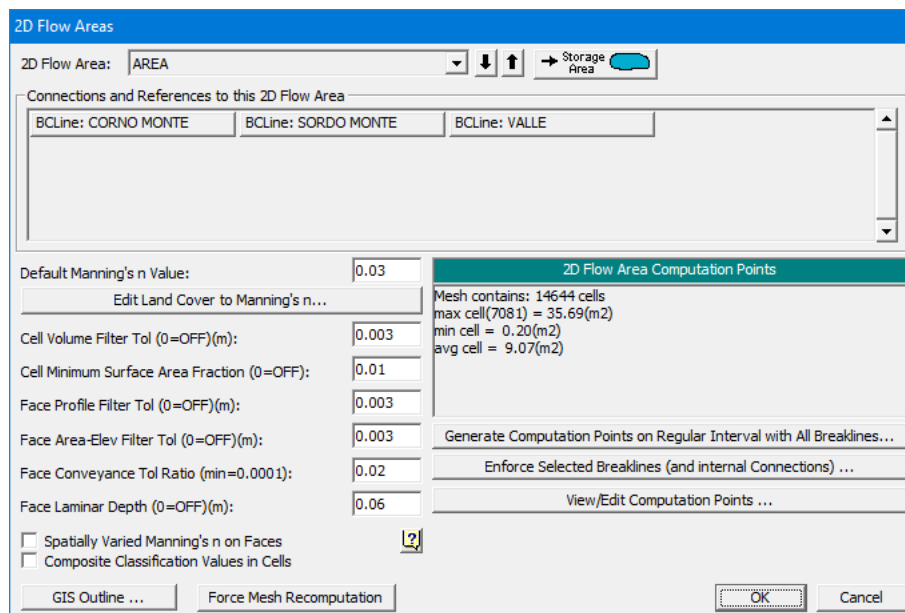 2D Flow Areas
2D Flow Area: AREA Storage Area
Connections and References to this 2D Flow Area
BCLine: CORNO MONTE BCLine: SORDO MONTE BCLine: VALLE
Default Manning's n Value: 0.03
Edit Land Cover to Manning's n...
Cell Volume Filter Tol (0=OFF)(m): 0.003
Cell Minimum Surface Area Fraction (0=OFF): 0.01
Face Profile Filter Tol (0=OFF)(m): 0.003
Face Area-Elev Filter Tol (0=OFF)(m): 0.003
Face Conveyance Tol Ratio (min=0.0001): 0.02
Face Laminar Depth (0=OFF)(m): 0.06
Spatially Varied Manning's n on Faces
Composite Classification Values in Cells
2D Flow Area Computation Points
Mesh contains: 14644 cells
max cell(7081) = 35.69(m2)
min cell = 0.20(m2)
avg cell = 9.07(m2)
Generate Computation Points on Regular Interval with All Breaklines...
Enforce Selected Breaklines (and internal Connections) ...
View/Edit Computation Points ...
GIS Outline ... Force Mesh Recomputation OK Cancel